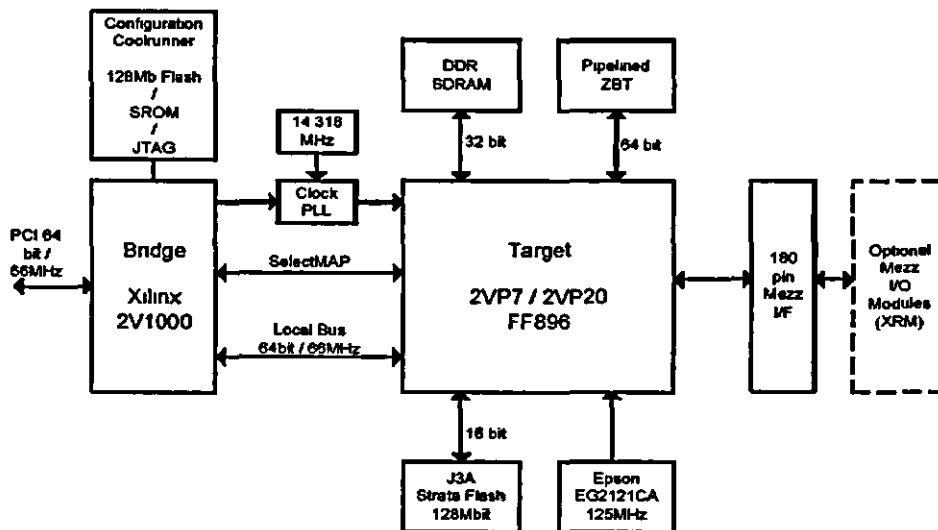 Configuration
Coolrunner
128Mb Flash
/
SROM
/
JTAG
14 318
MHz
Clock
PLL
DDR
SDRAM
32 bit
Pipelined
ZBT
64 bit
PCI 64
bit /
66MHz
Bridge
Xilinx
2V1000
SelectMAP
Local Bus
64bit / 66MHz
Target
2VP7 / 2VP20
FF896
180
pin
Mezz
I/F
Optional
Mezz
I/O
Modules
(XRM)
16 bit
J3A
Strata Flash
128Mbit
Epson
EG2121CA
125MHz